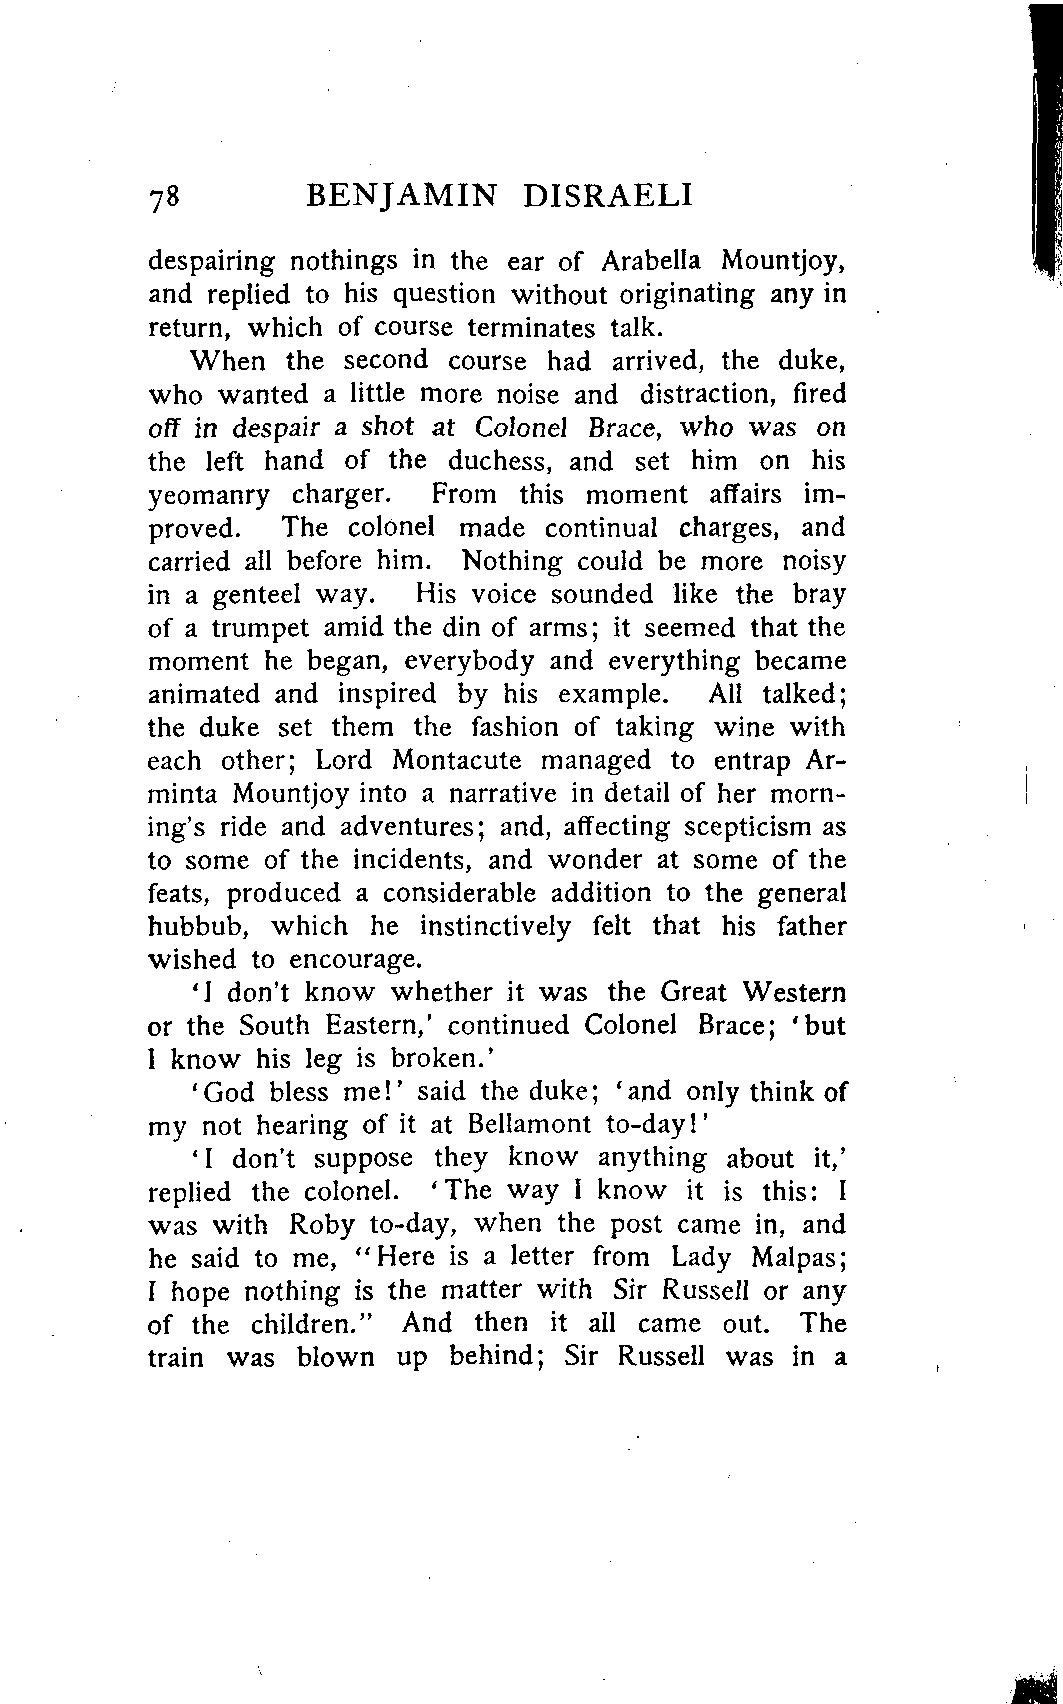 78 BENJAMIN DISRAELI
despairing nothings in the ear of Arabella Mountjoy,
and replied to his question without originating any in
return, which of course terminates talk.
When the second course had arrived, the duke,
who wanted a little more noise and distraction, fired
off in despair a shot at Colonel Brace, who was on
the left hand of the duchess, and set him on his
yeomanry charger. From this moment affairs im-
proved. The colonel made continual charges, and
carried all before him. Nothing could be more noisy
in a genteel way. His voice sounded like the bray
of a trumpet amid the din of arms; it seemed that the
moment he began, everybody and everything became
animated and inspired by his example. All talked;
the duke set them the fashion of taking wine with
each other; Lord Montacute managed to entrap Ar-
minta Mountjoy into a narrative in detail of her morn-
ing's ride and adventures; and, affecting scepticism as
to some of the incidents, and wonder at some of the
feats, produced a considerable addition to the general
hubbub, which he instinctively felt that his father
wished to encourage.
'I don't know whether it was the Great Western
or the South Eastern,' continued Colonel Brace; 'but
I know his leg is broken.'
'God bless me!' said the duke; 'and only think of
my not hearing of it at Bellamont to-day!'
'I don't suppose they know anything about it,'
replied the colonel. 'The way I know it is this: I
was with Roby to-day, when the post came in, and
he said to me, "Here is a letter from Lady Malpas;
I hope nothing is the matter with Sir Russell or any
of the children." And then it all came out. The
train was blown up behind; Sir Russell was in a